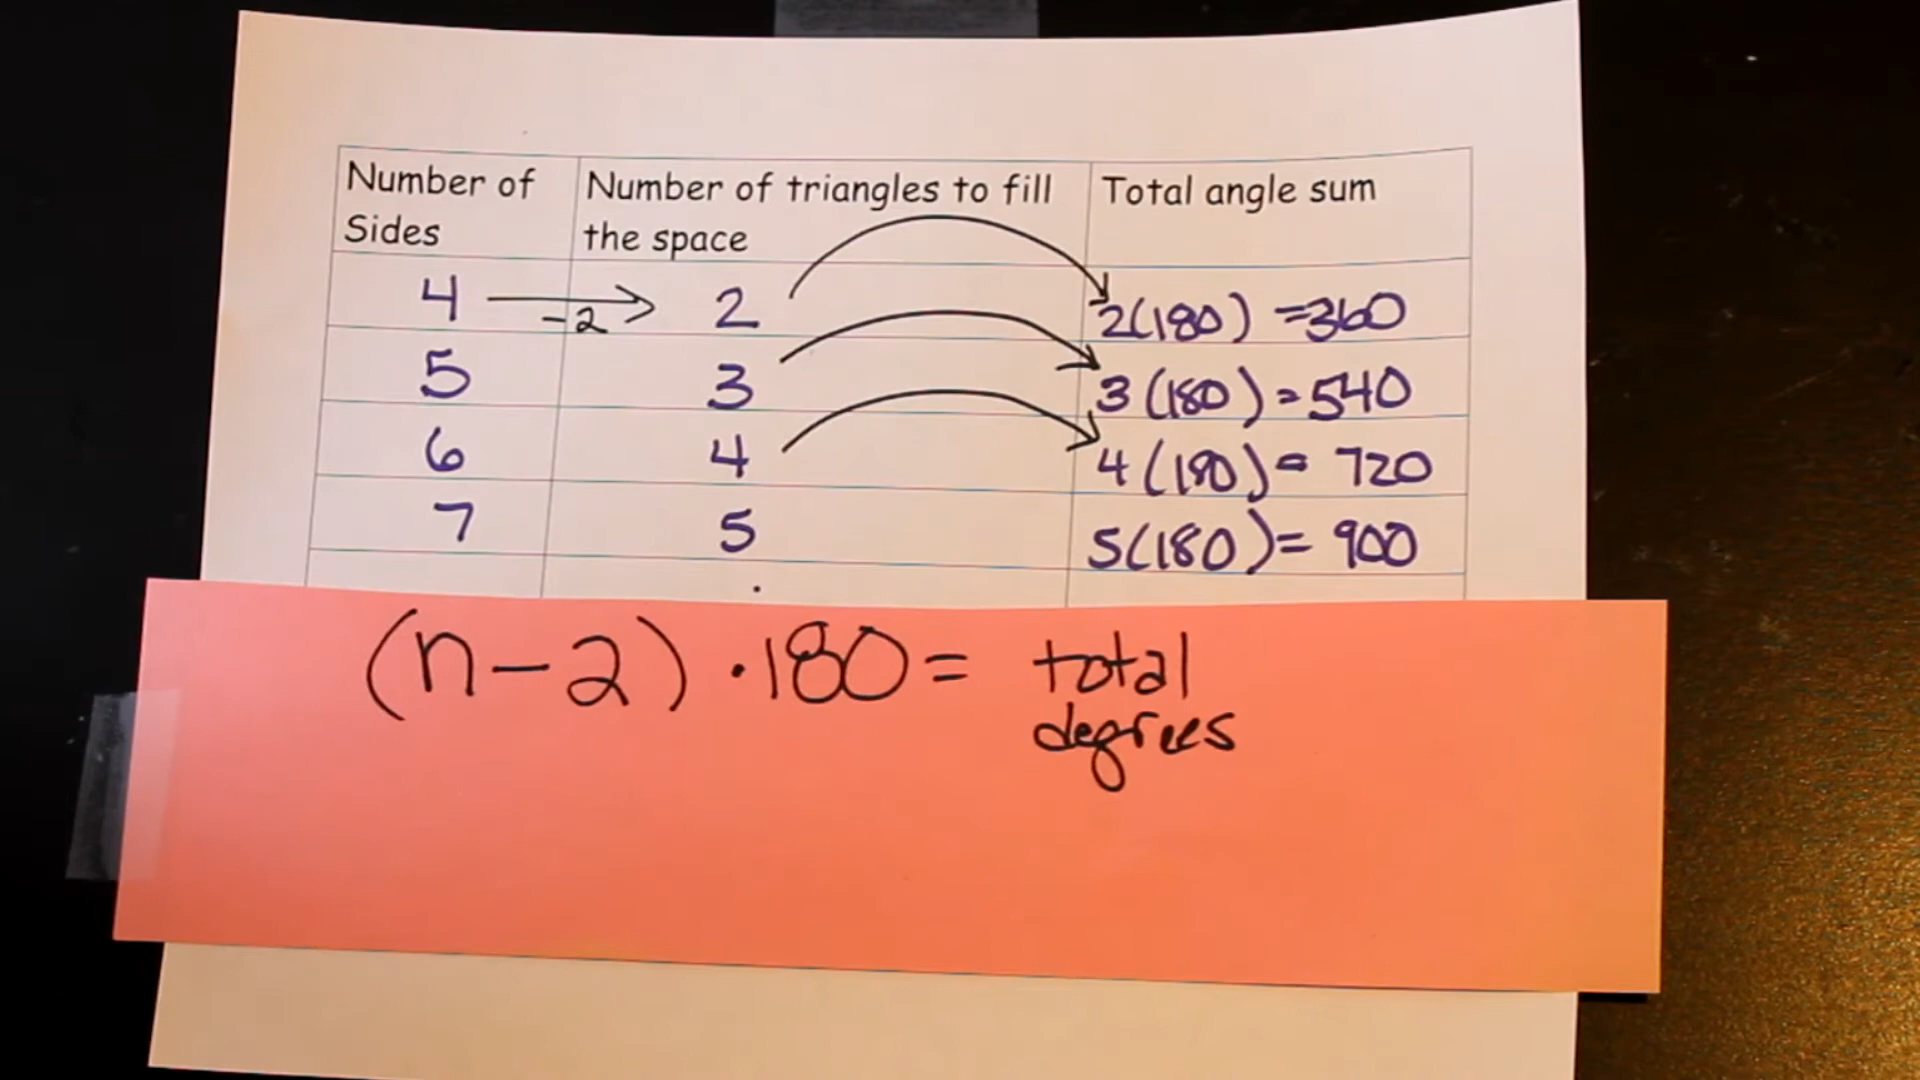 Number of Sides
Number of triangles to fill the space
Total angle sum
4 -2 2 2(180) =360
5 3 3(180)=540
6 4 4(180)= 720
7 5 5(180)= 900
(n-2) ·180= total
degrees